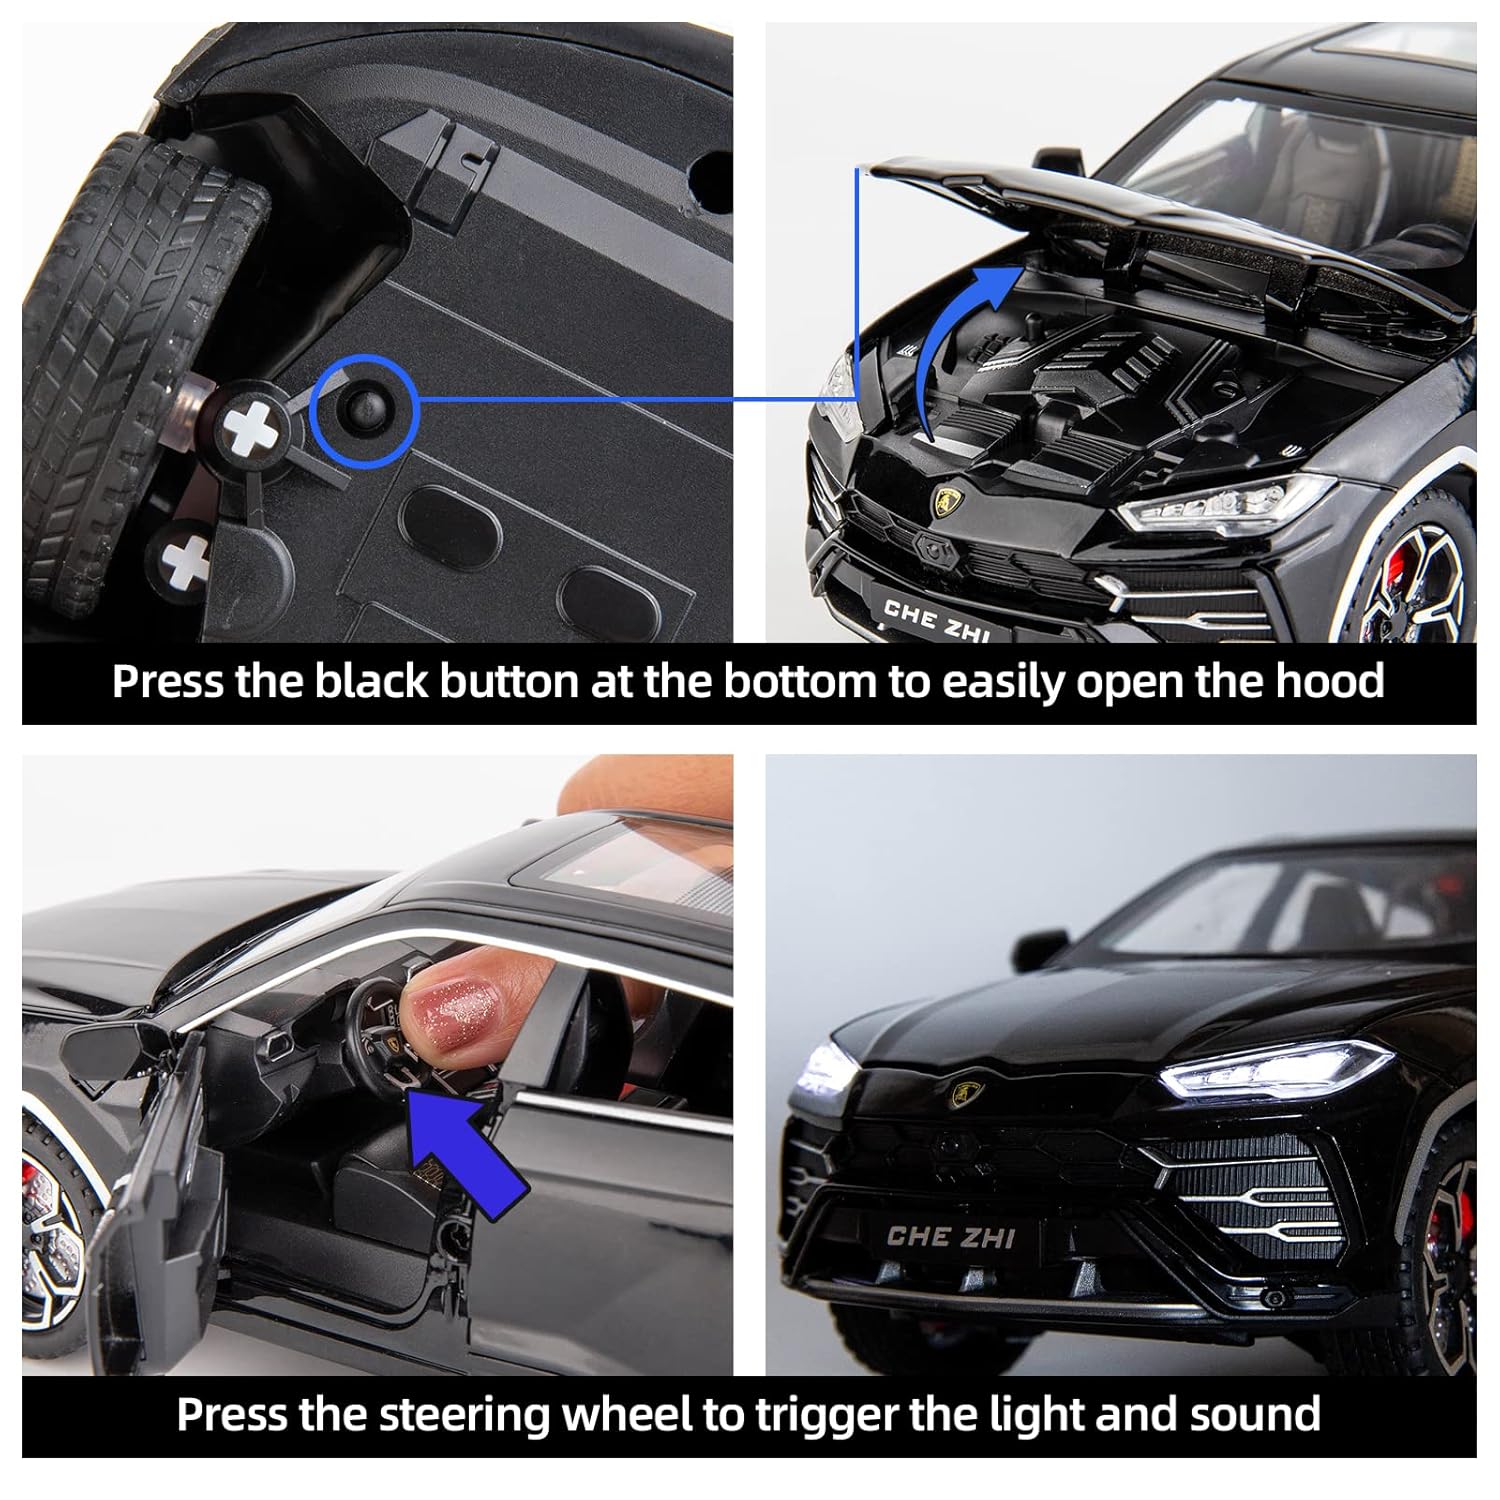 CHE ZHI
Press the black button at the bottom to easily open the hood
CHE ZHI
Press the steering wheel to trigger the light and sound